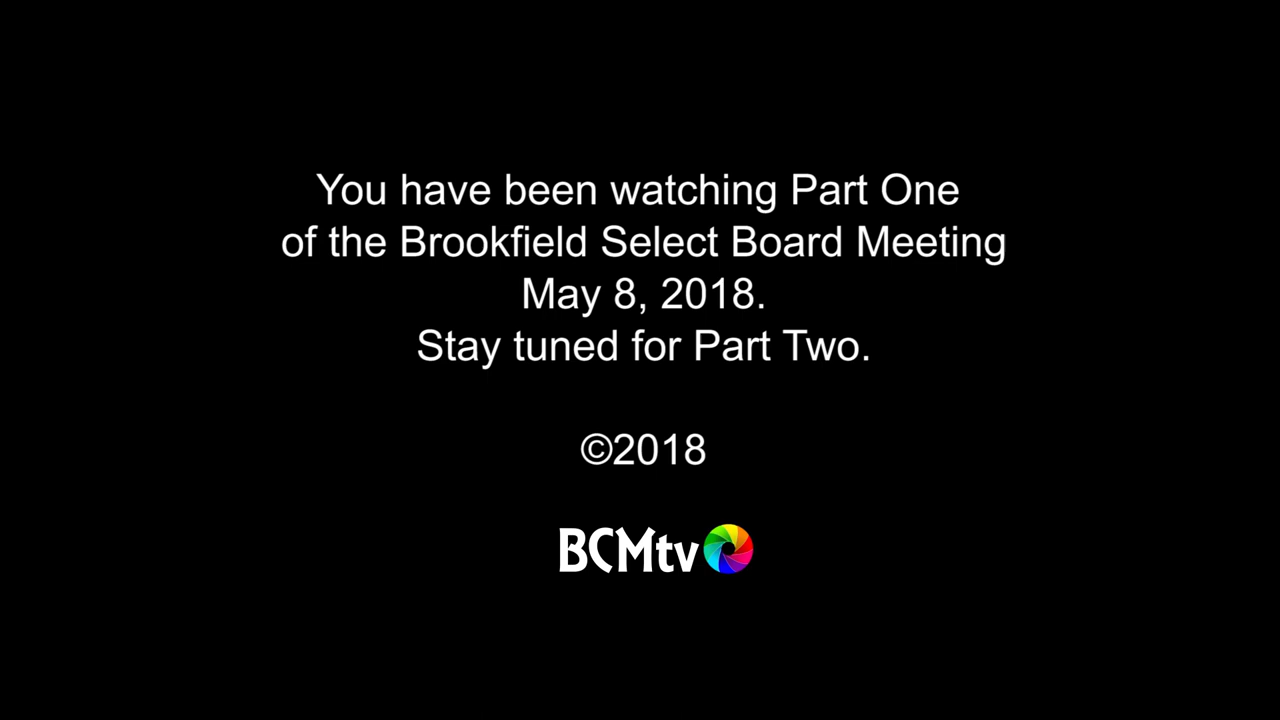 You have been watching Part One
of the Brookfield Select Board Meeting
May 8, 2018.
Stay tuned for Part Two.
©2018
BCMtv